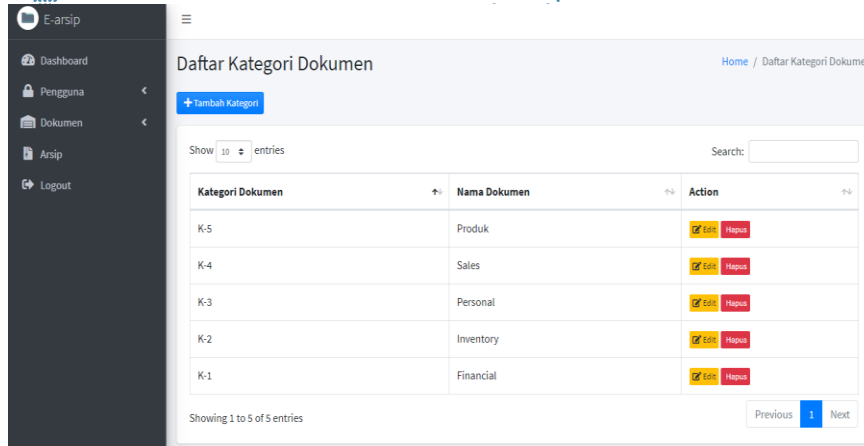 E-arsip
Dashboard
Pengguna
Dokumen
Arsip
Logout
Daftar Kategori Dokumen
Home / Daftar Kategori Dokume
Tambah Kategori
Show 10 entries
Search:
Kategori Dokumen Nama Dokumen Action
K-5 Produk Edit Hapus
K-4 Sales Edit Hapus
K-3 Personal Edit Hapus
K-2 Inventory Edit Hapus
K-1 Financial Edit Hapus
Showing 1 to 5 of 5 entries
Previous 1 Next